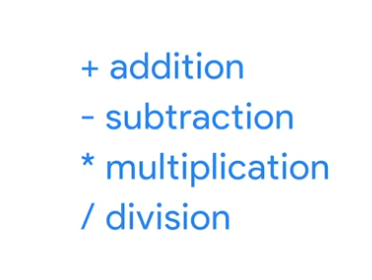 + addition
- subtraction
* multiplication
/ division